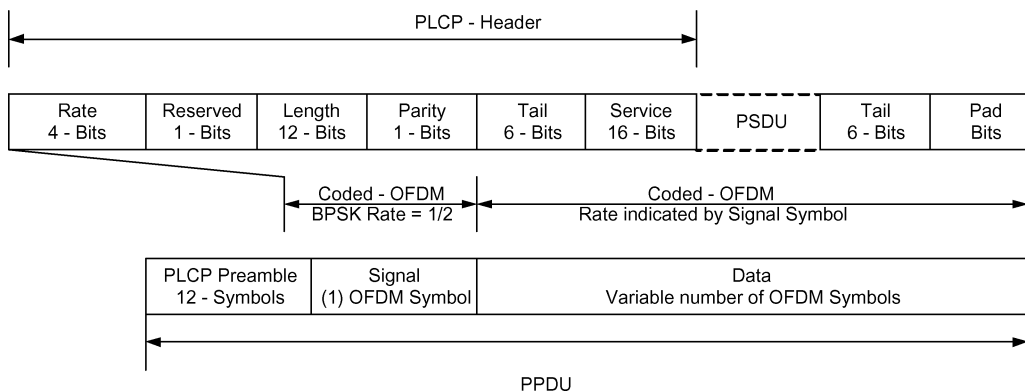 PLCP - Header
Rate
4 - Bits
Reserved
1 - Bits
Length
12 - Bits
Parity
1 - Bits
Tail
6 - Bits
Service
16 - Bits
PSDU
Tail
6 - Bits
Pad
Bits
Coded - OFDM
BPSK Rate = 1/2
Coded - OFDM
Rate indicated by Signal Symbol
PLCP Preamble
12 - Symbols
Signal
(1) OFDM Symbol
Data
Variable number of OFDM Symbols
PPDU